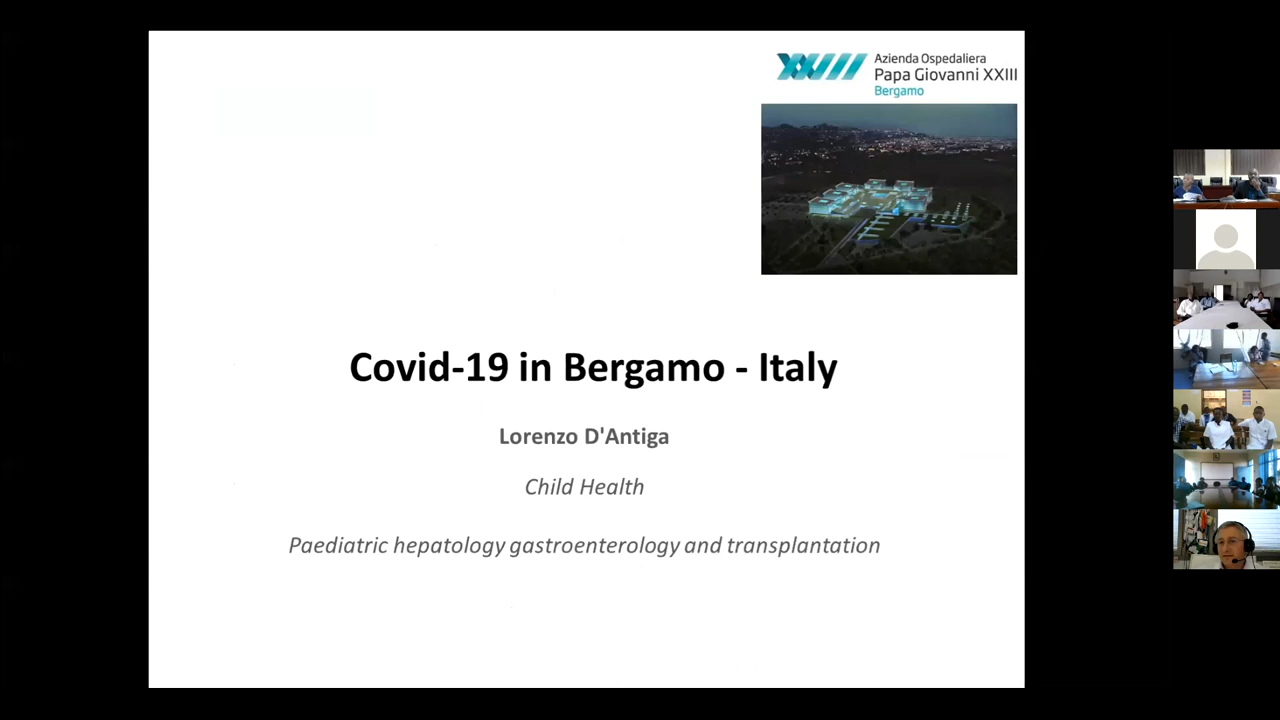 XXIII
Azienda Ospedaliera
Papa Giovanni XXIII
Bergamo
Covid-19 in Bergamo - Italy
Lorenzo D'Antiga
Child Health
Paediatric hepatology gastroenterology and transplantation